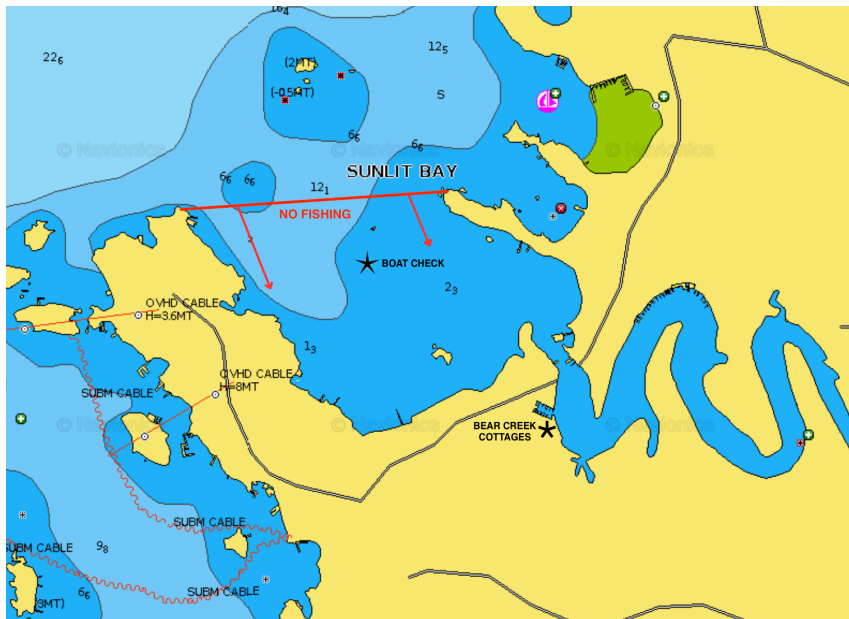 16₄
22₆
12₅
(2MT)
(-0.5MT)
S
6₆
6₆
© Navionics
© Navionics
© Navionics
SUNLIT BAY
6₆
6₆
12₁
NO FISHING
BOAT CHECK
2₃
OVHD CABLE
H=3.6MT
1₃
OVHD CABLE
H=8MT
SUBM CABLE
© Navionics
© Navionics
© Navionics
BEAR CREEK
COTTAGES
SUBM CABLE
SUBM CABLE
9₈
SUBM CABLE
6₆